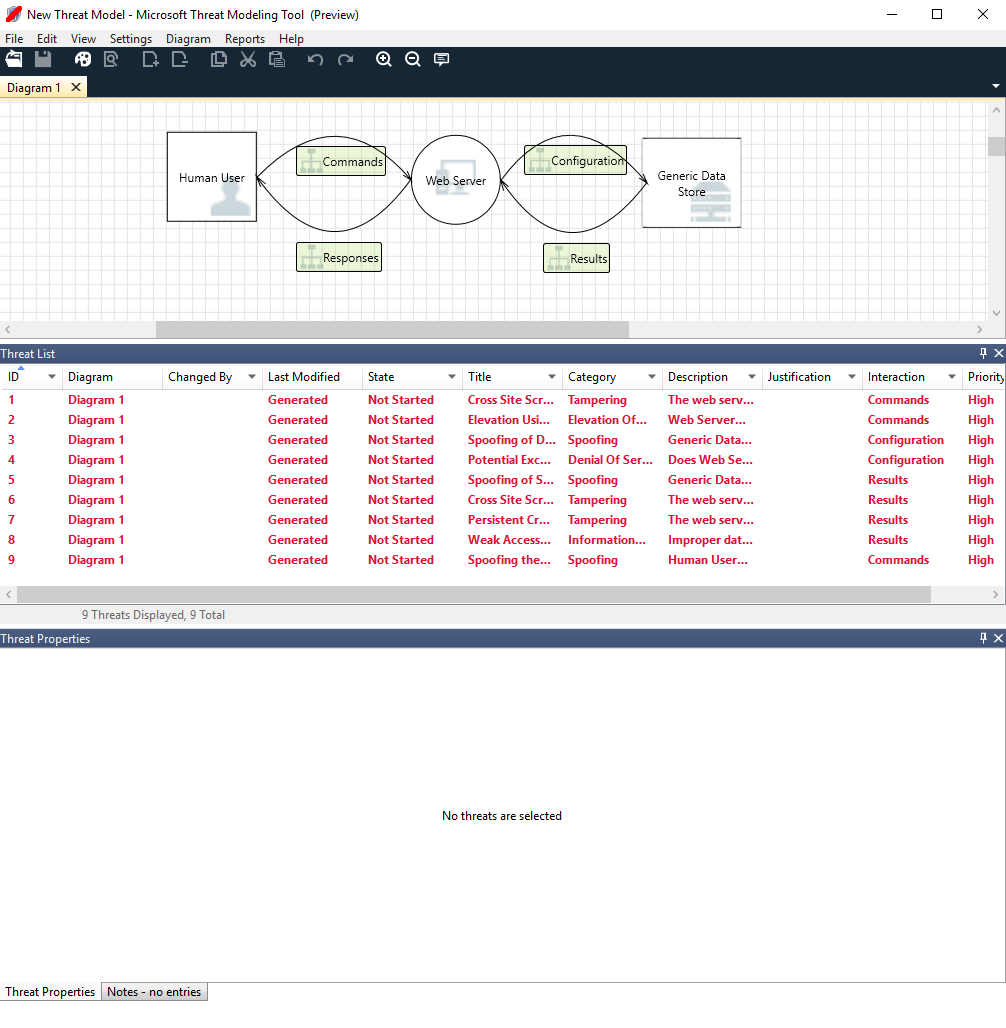 New Threat Model - Microsoft Threat Modeling Tool  (Preview)
File Edit View Settings Diagram Reports Help
Diagram 1
Human User
Commands
Responses
Web Server
Configuration
Results
Generic Data
Store
Threat List
ID Diagram Changed By Last Modified State Title Category Description Justification Interaction Priority
1 Diagram 1 Generated Not Started Cross Site Scr... Tampering The web serv... Commands High
2 Diagram 1 Generated Not Started Elevation Usi... Elevation Of... Web Server... Commands High
3 Diagram 1 Generated Not Started Spoofing of D... Spoofing Generic Data... Configuration High
4 Diagram 1 Generated Not Started Potential Exc... Denial Of Ser... Does Web Se... Configuration High
5 Diagram 1 Generated Not Started Spoofing of S... Spoofing Generic Data... Results High
6 Diagram 1 Generated Not Started Cross Site Scr... Tampering The web serv... Results High
7 Diagram 1 Generated Not Started Persistent Cr... Tampering The web serv... Results High
8 Diagram 1 Generated Not Started Weak Access... Information... Improper dat... Results High
9 Diagram 1 Generated Not Started Spoofing the... Spoofing Human User... Commands High
9 Threats Displayed, 9 Total
Threat Properties
No threats are selected
Threat Properties Notes - no entries